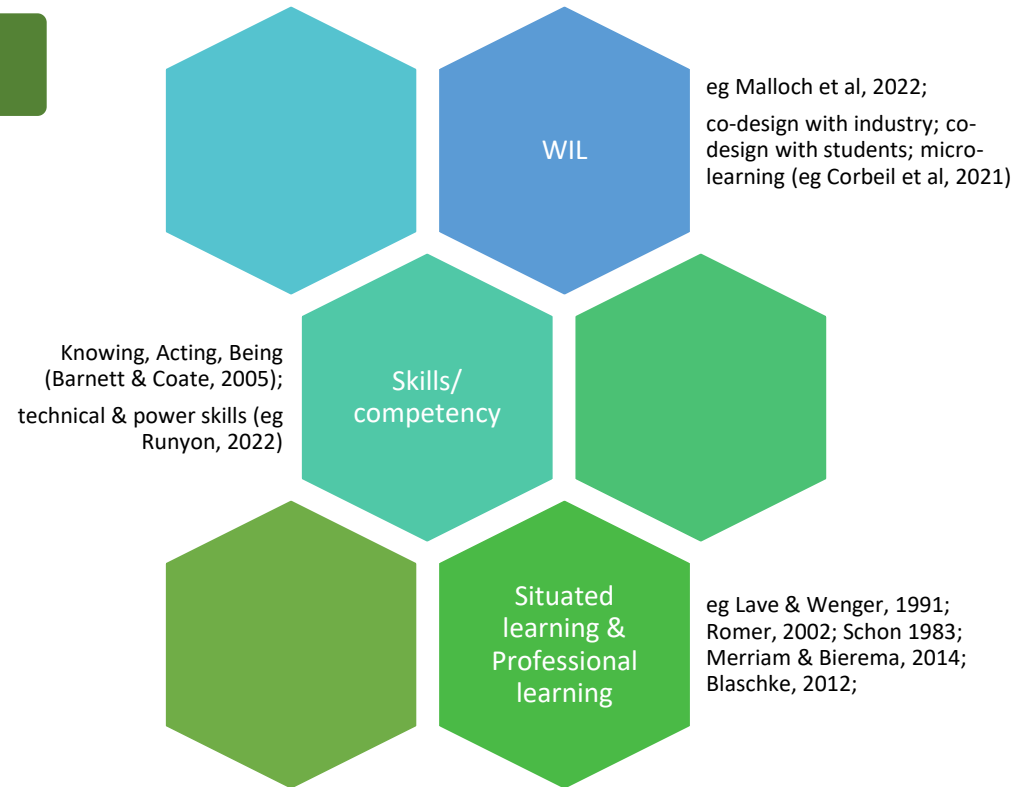 WIL
eg Malloch et al, 2022;
co-design with industry; co-
design with students; micro-
learning (eg Corbeil et al, 2021)
Knowing, Acting, Being
(Barnett & Coate, 2005);
technical & power skills (eg
Runyon, 2022)
Skills/
competency
Situated
learning &
Professional
learning
eg Lave & Wenger, 1991;
Romer, 2002; Schon 1983;
Merriam & Bierema, 2014;
Blaschke, 2012;